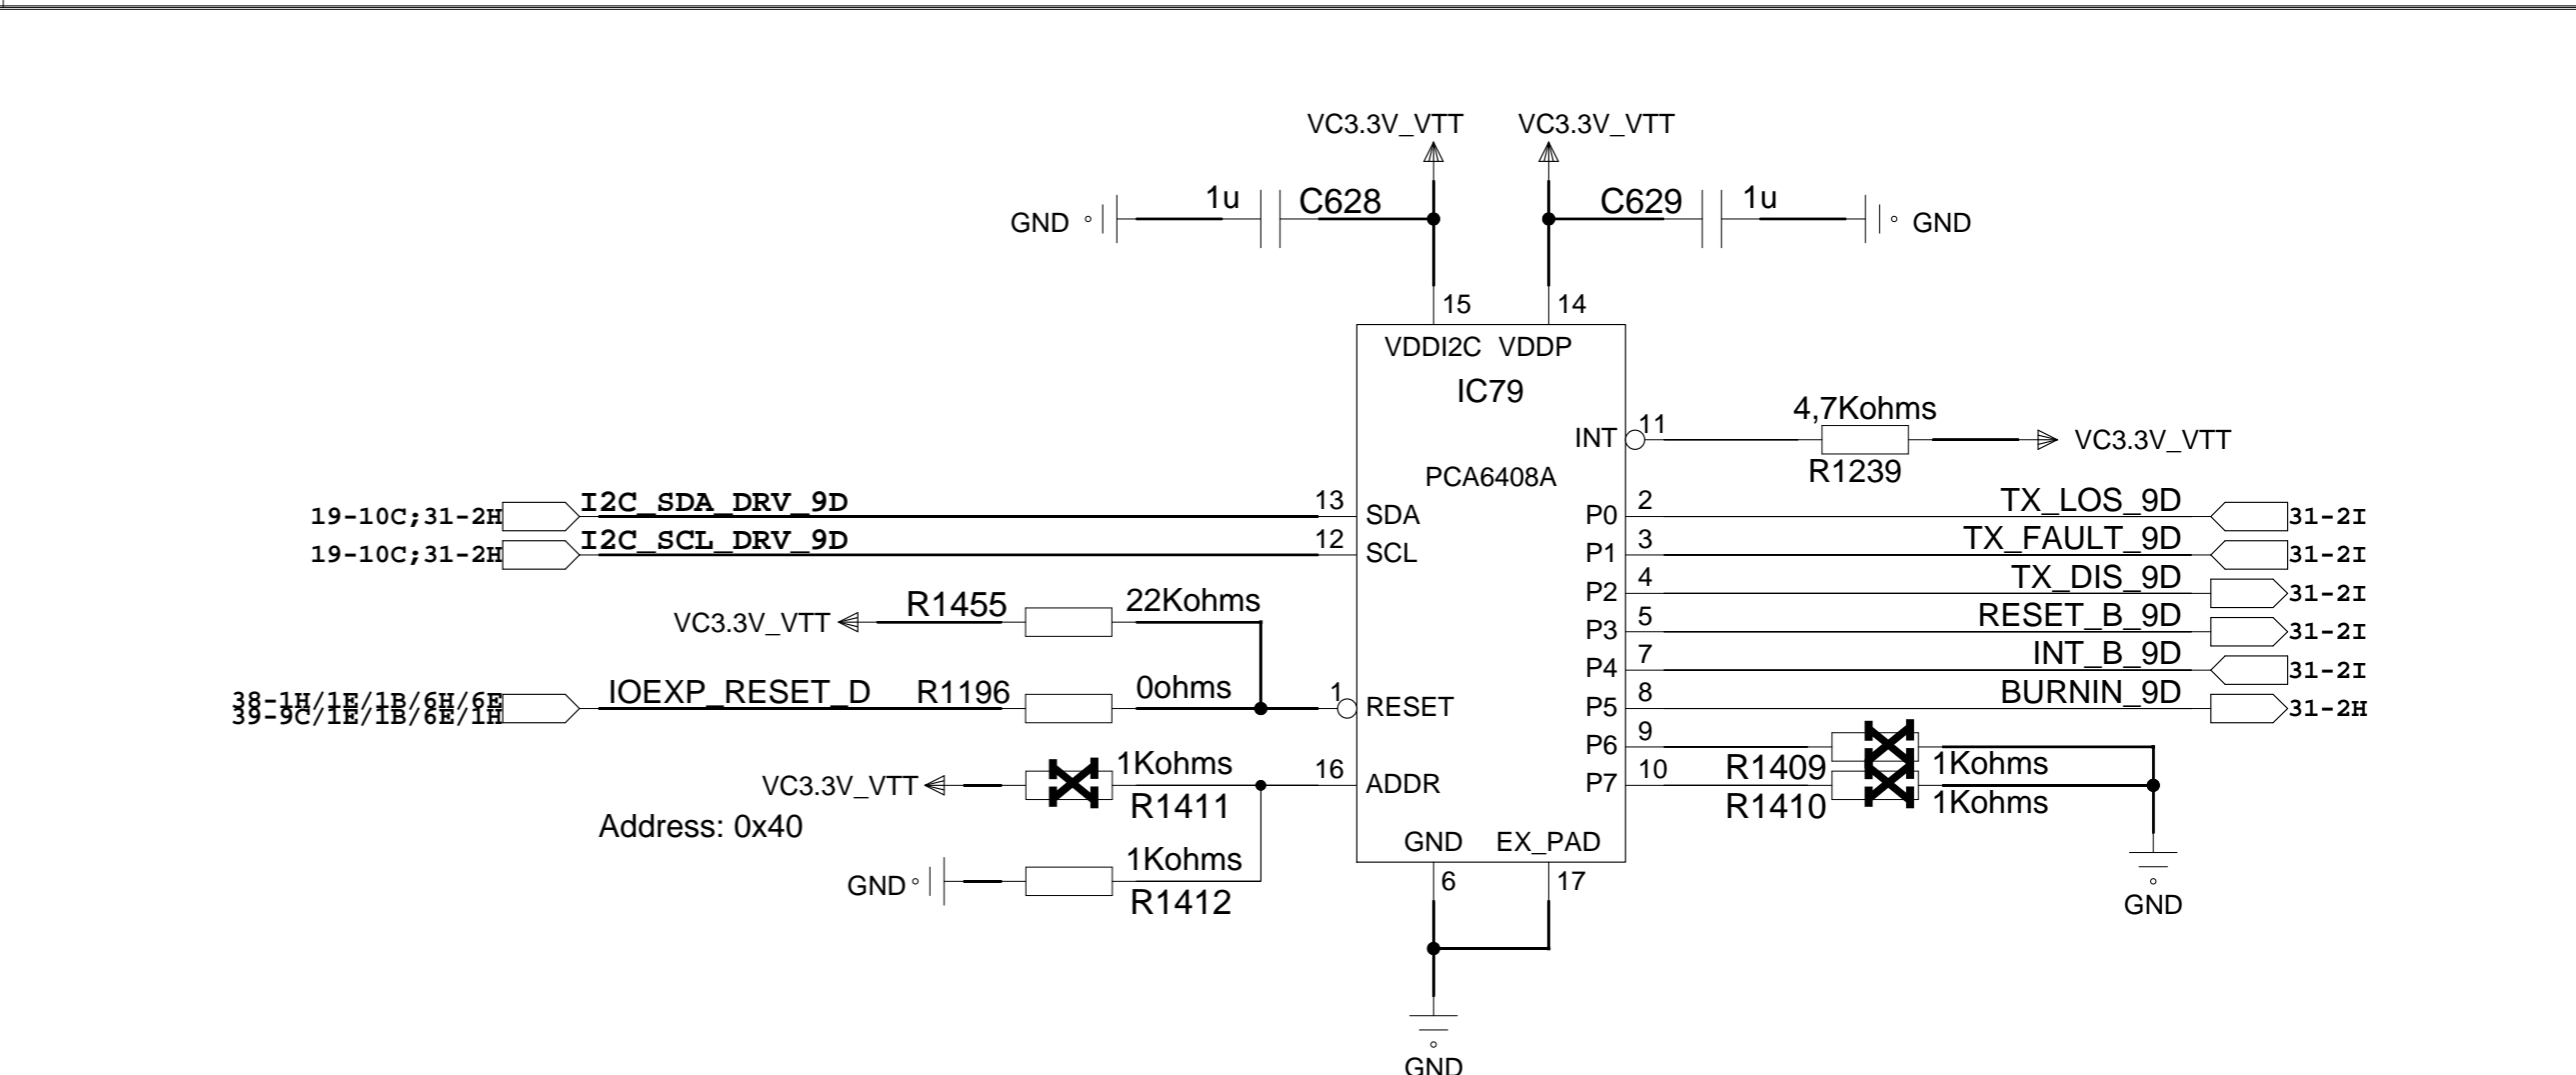 VC3.3V_VTT VC3.3V_VTT
GND 1u C628 C629 1u GND
15 14
VDDI2C VDDP
IC79
4,7Kohms
INT 11 VC3.3V_VTT
R1239
PCA6408A
19-10C;31-2H I2C_SDA_DRV_9D 13 SDA P0 2 TX_LOS_9D 31-2I
19-10C;31-2H I2C_SCL_DRV_9D 12 SCL P1 3 TX_FAULT_9D 31-2I
P2 4 TX_DIS_9D 31-2I
VC3.3V_VTT R1455 22Kohms P3 5 RESET_B_9D 31-2I
P4 7 INT_B_9D 31-2I
38-1H/1E/1B/6H/6E IOEXP_RESET_D R1196 0ohms 1 RESET P5 8 BURNIN_9D 31-2H
39-9C/1E/1B/6E/1H
P6 9 R1409 1Kohms
VC3.3V_VTT 1Kohms R1411 16 ADDR P7 10 R1410 1Kohms
Address: 0x40
GND EX_PAD
GND 1Kohms R1412 6 17 GND
GND